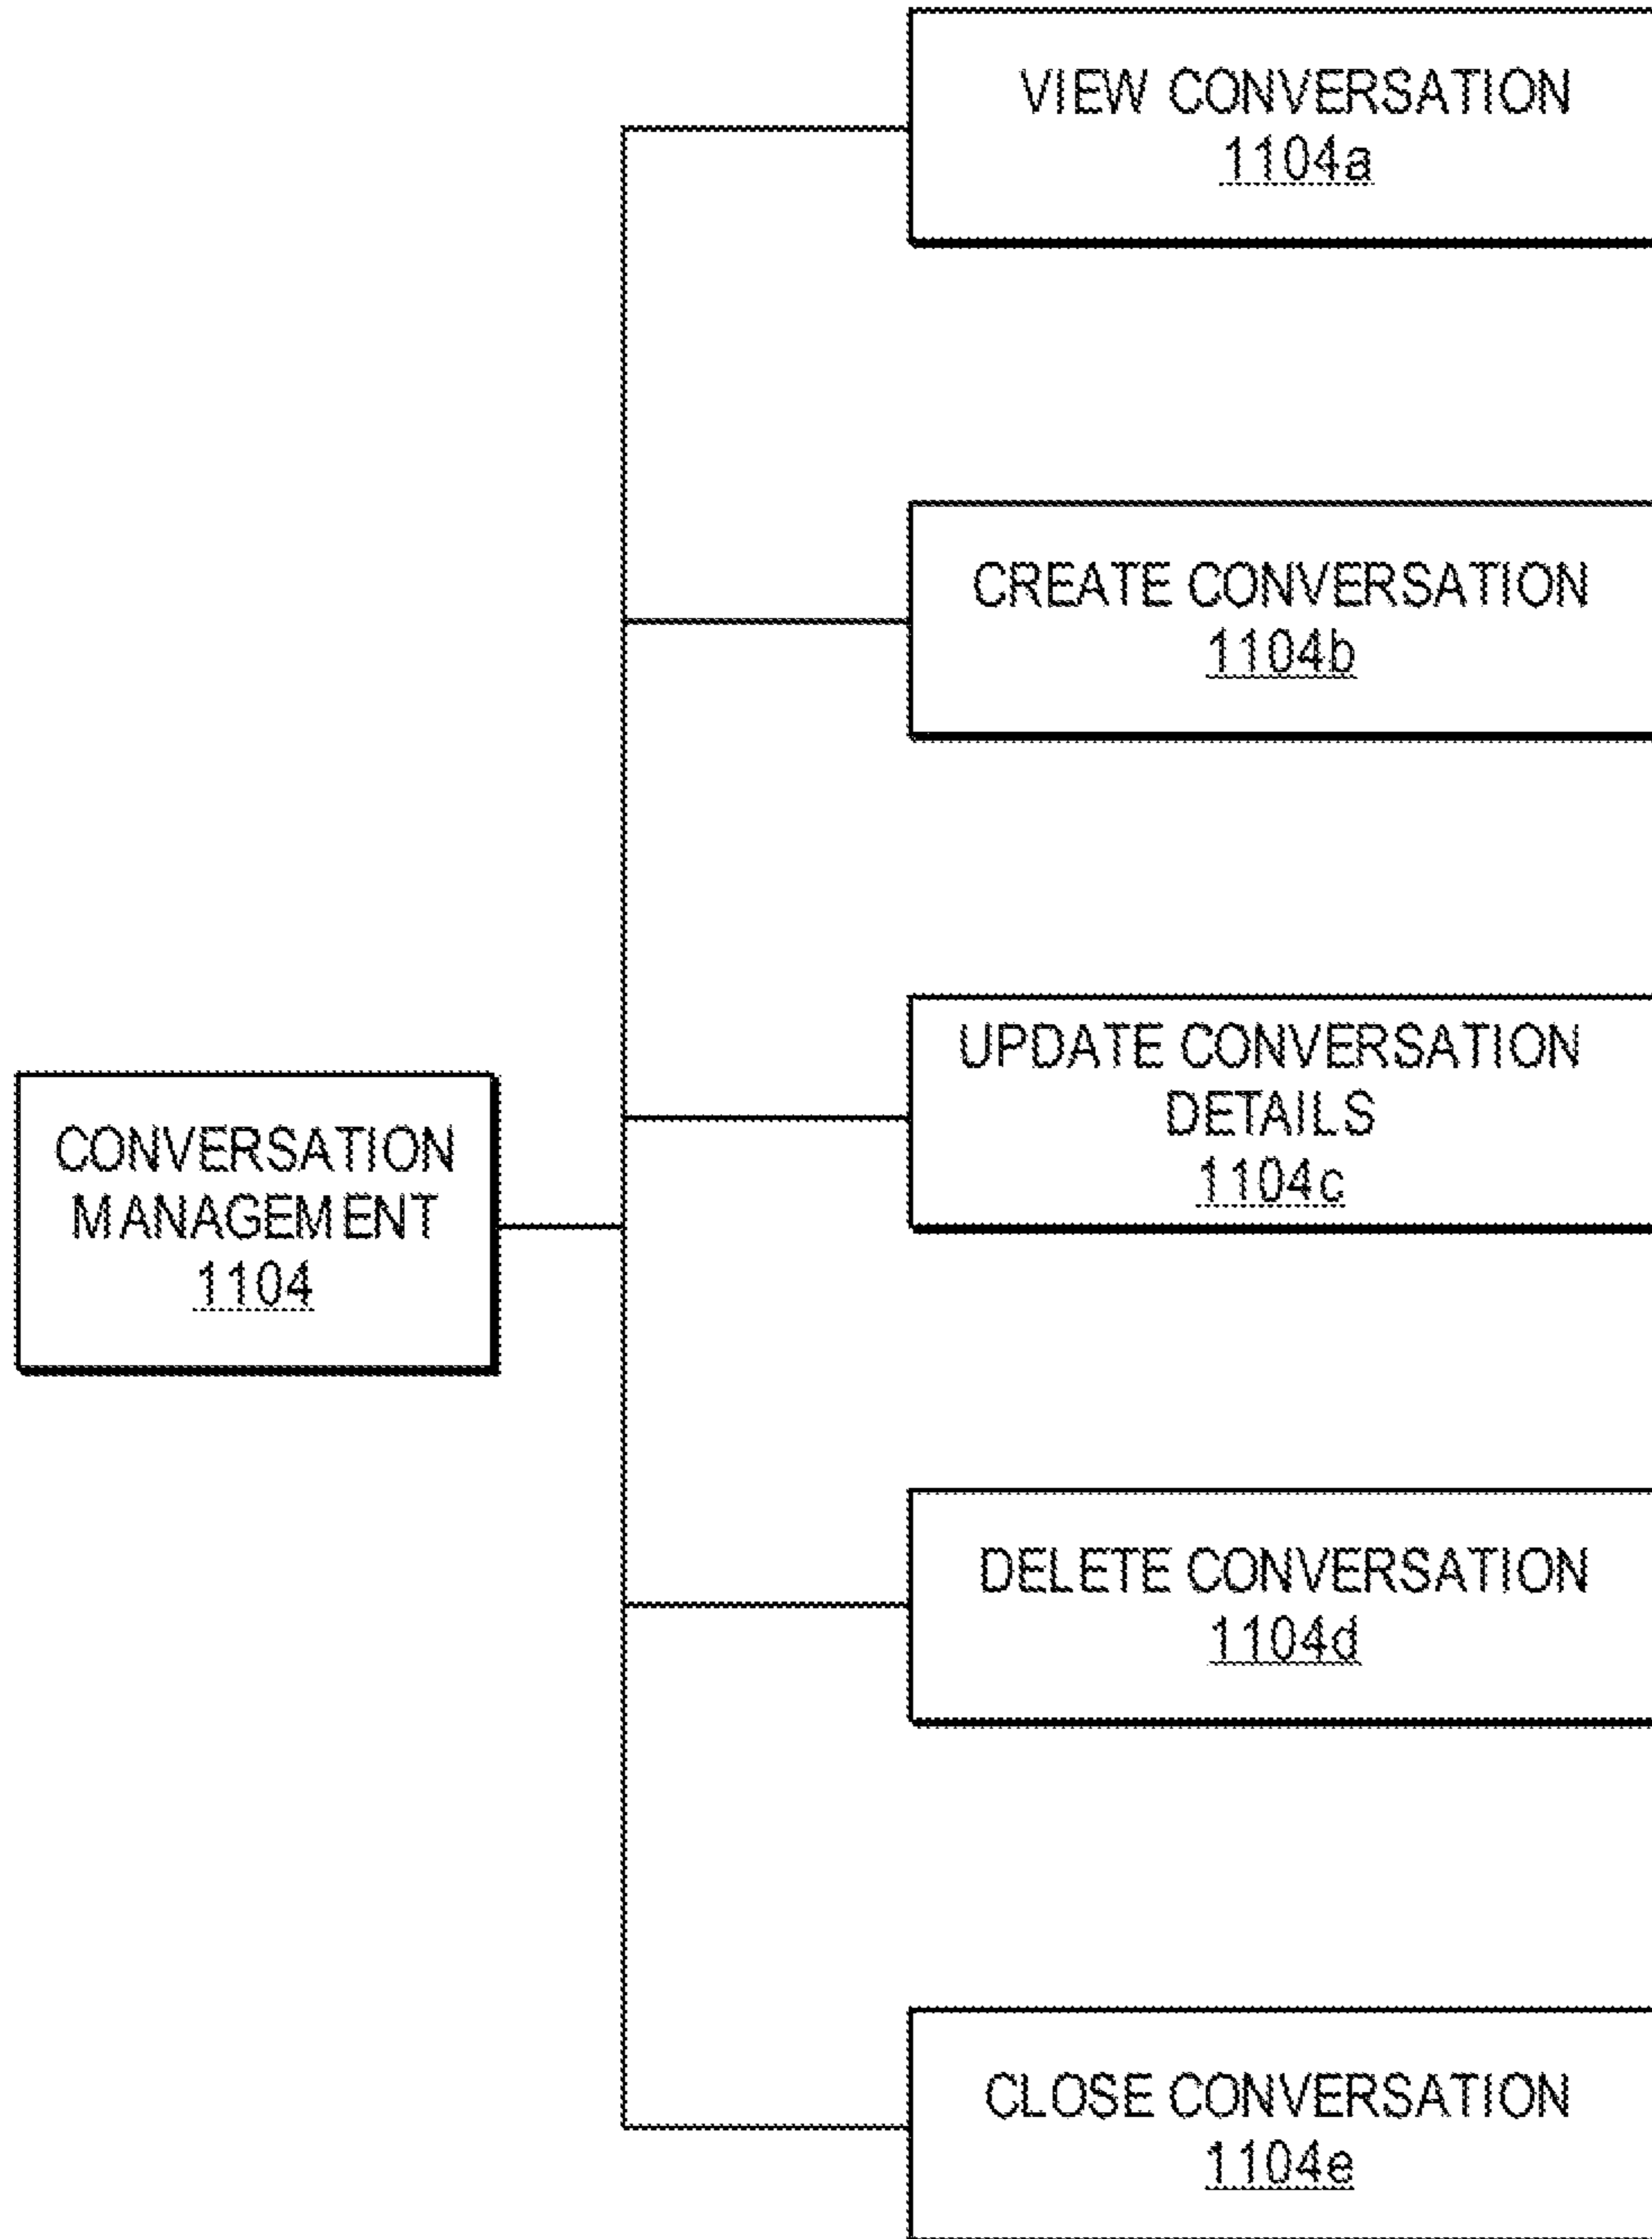 VIEW CONVERSATION
1104a
CREATE CONVERSATION
1104b
UPDATE CONVERSATION
DETAILS
1104c
CONVERSATION
MANAGEMENT
1104
DELETE CONVERSATION
1104d
CLOSE CONVERSATION
1104e